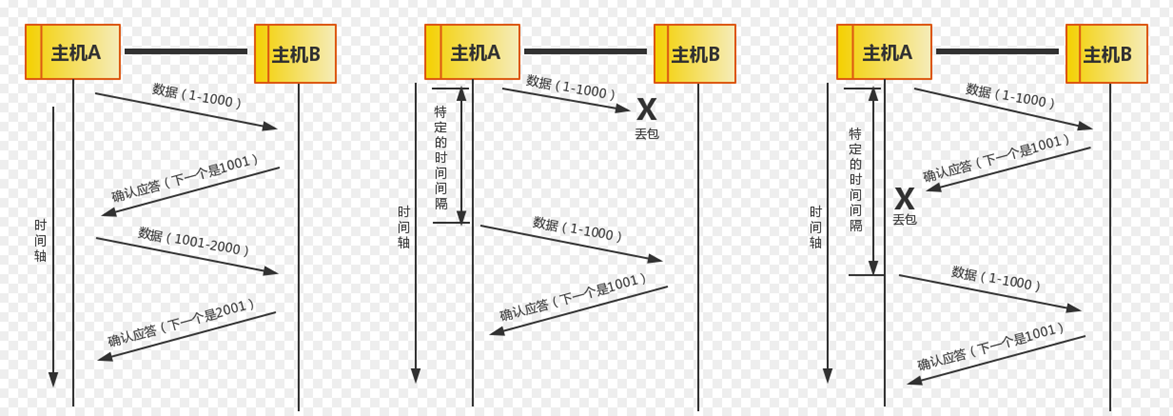 主机A
主机B
数据（1-1000）
确认应答（下一个是1001）
数据（1001-2000）
确认应答（下一个是2001）
时间轴
主机A
主机B
数据（1-1000）
X
丢包
特定的时间间隔
数据（1-1000）
确认应答（下一个是1001）
时间轴
主机A
主机B
数据（1-1000）
确认应答（下一个是1001）
X
丢包
特定的时间间隔
数据（1-1000）
确认应答（下一个是1001）
时间轴